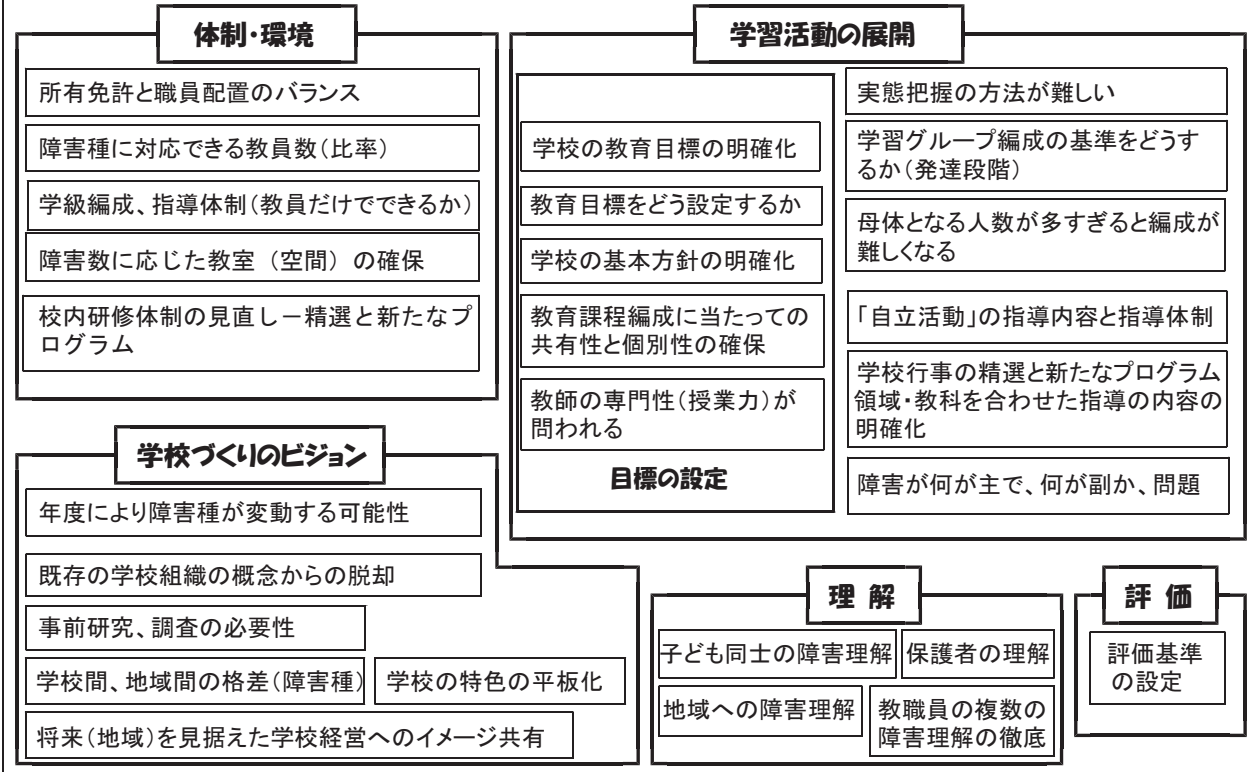 体制・環境
所有免許と職員配置のバランス
障害種に対応できる教員数(比率)
学級編成、指導体制(教員だけでできるか)
障害数に応じた教室（空間）の確保
校内研修体制の見直し－精選と新たなプ
ログラム
学習活動の展開
学校の教育目標の明確化
教育目標をどう設定するか
学校の基本方針の明確化
教育課程編成に当たっての
共有性と個別性の確保
教師の専門性(授業力)が
問われる
目標の設定
実態把握の方法が難しい
学習グループ編成の基準をどうす
るか(発達段階)
母体となる人数が多すぎると編成が
難しくなる
「自立活動」の指導内容と指導体制
学校行事の精選と新たなプログラム
領域・教科を合わせた指導の内容の
明確化
障害が何が主で、何が副か、問題
学校づくりのビジョン
年度により障害種が変動する可能性
既存の学校組織の概念からの脱却
事前研究、調査の必要性
学校間、地域間の格差(障害種)
学校の特色の平板化
将来(地域)を見据えた学校経営へのイメージ共有
理 解
子ども同士の障害理解
保護者の理解
地域への障害理解
教職員の複数の
障害理解の徹底
評 価
評価基準
の設定